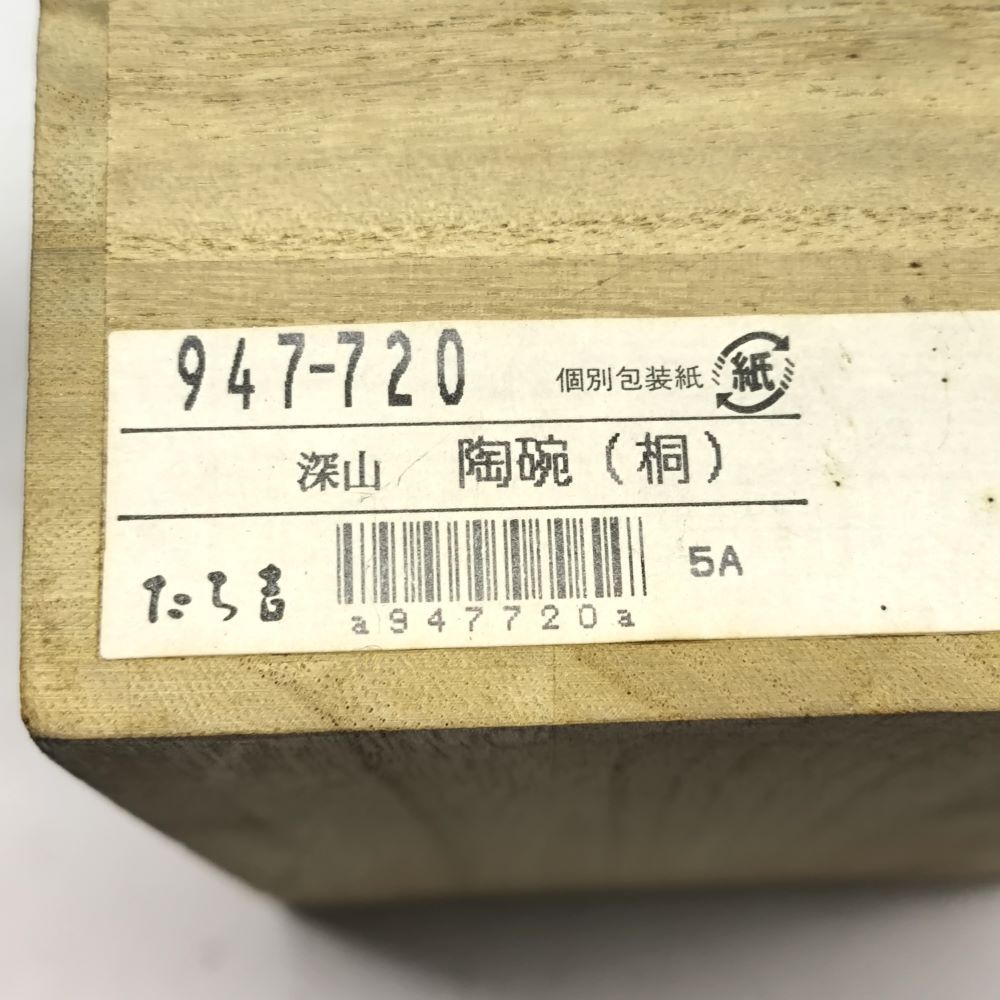 947-720
個別包装紙 紙
深山 陶碗(桐)
たち吉
5A
a947720a